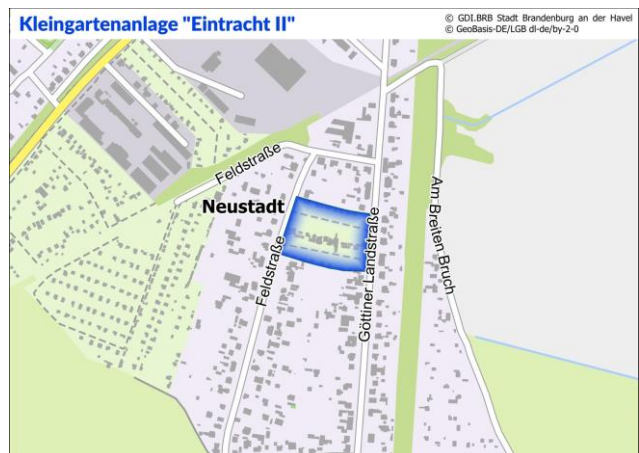 Kleingartenanlage "Eintracht II"
© GDI.BRB Stadt Brandenburg an der Havel
© GeoBasis-DE/LGB dl-de/by-2-0
Feldstraße
Neustadt
Feldstraße
Göttiner Landstraße
Am Breiten Bruch